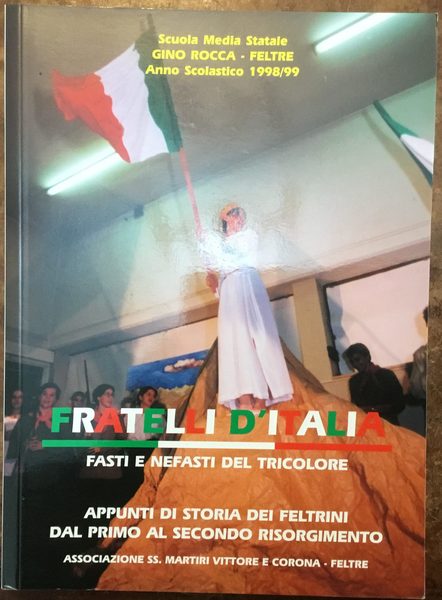 Scuola Media Statale
GINO ROCCA - FELTRE
Anno Scolastico 1998/99
FRATELLI D'ITALIA
FASTI E NEFASTI DEL TRICOLORE
APPUNTI DI STORIA DEI FELTRINI
DAL PRIMO AL SECONDO RISORGIMENTO
ASSOCIAZIONE SS. MARTIRI VITTORE E CORONA - FELTRE